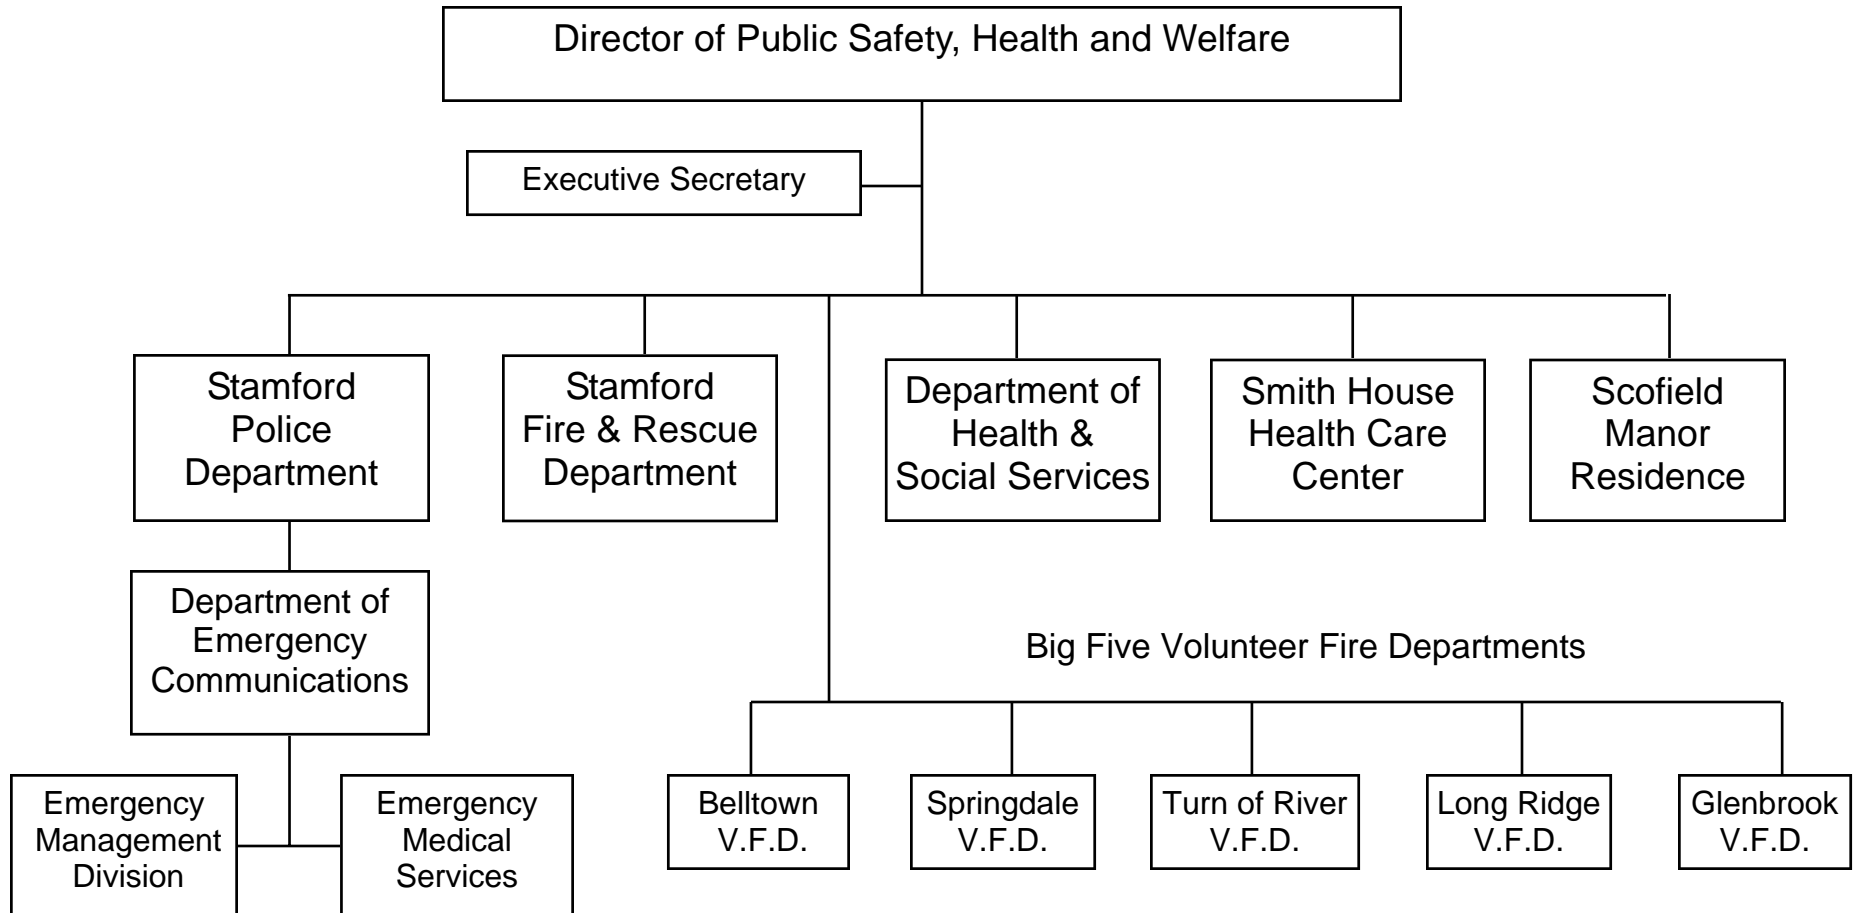 Director of Public Safety, Health and Welfare
Executive Secretary
Stamford
Police
Department
Stamford
Fire & Rescue
Department
Department of
Health &
Social Services
Smith House
Health Care
Center
Scofield
Manor
Residence
Department of
Emergency
Communications
Big Five Volunteer Fire Departments
Emergency
Management
Division
Emergency
Medical
Services
Belltown
V.F.D.
Springdale
V.F.D.
Turn of River
V.F.D.
Long Ridge
V.F.D.
Glenbrook
V.F.D.